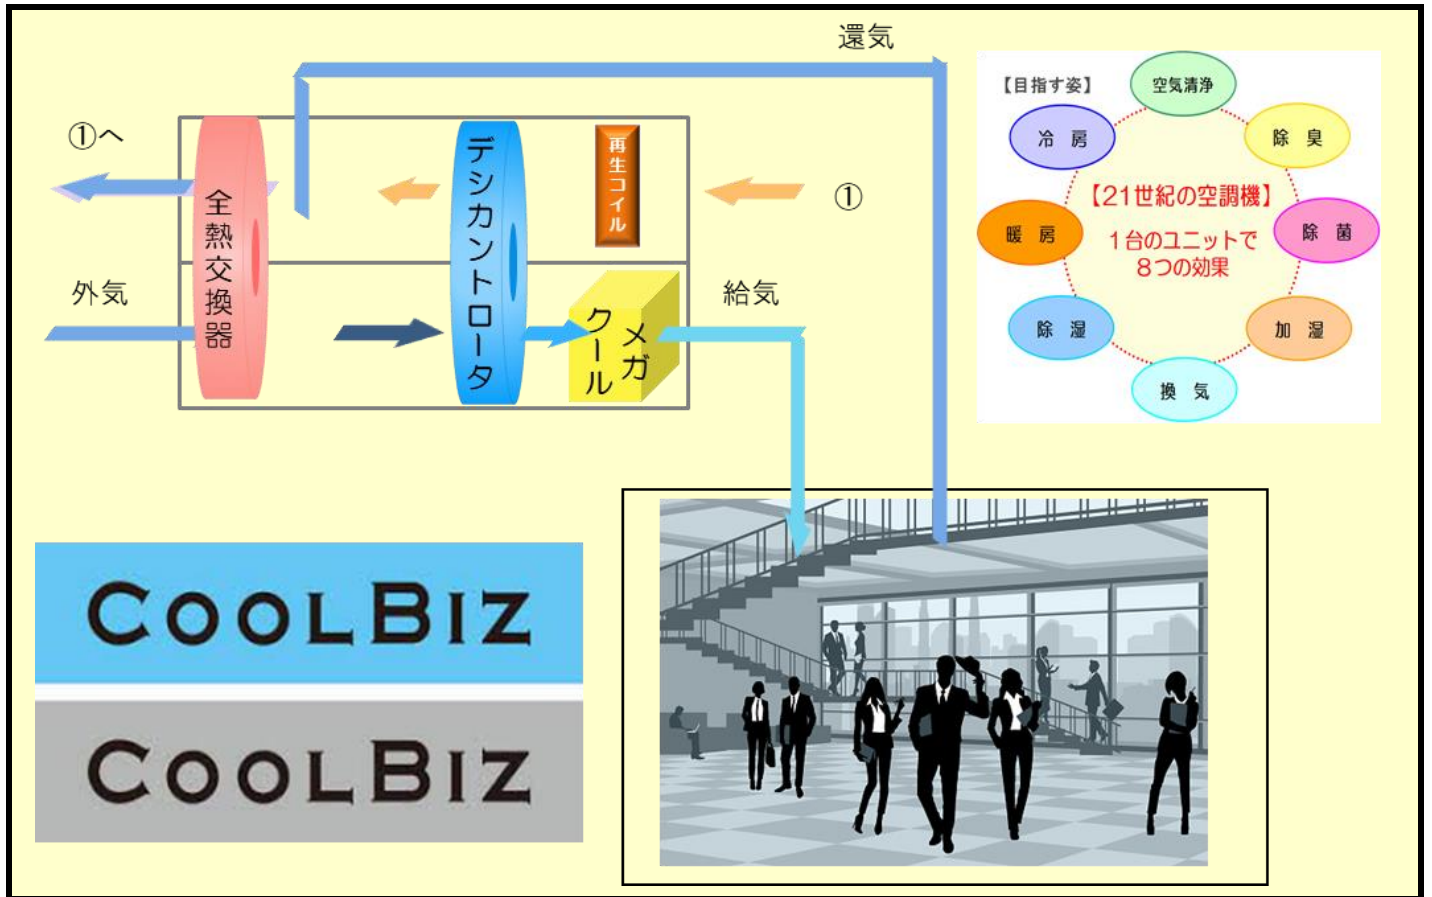 還気
①へ
外気
全熱交換器
デシカントロータ
再生コイル
①
メガ
クール
給気
【目指す姿】
空気清浄
除 臭
除 菌
加 湿
換 気
除 湿
暖 房
冷 房
【21世紀の空調機】
1台のユニットで
8つの効果
COOLBIZ
COOLBIZ